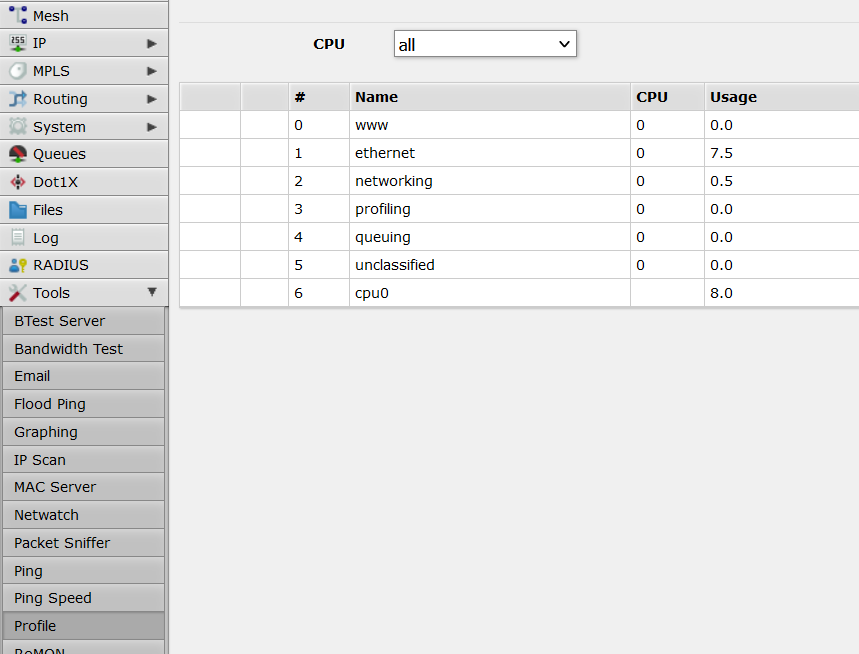 Mesh
255
IP
MPLS
Routing
System
Queues
Dot1X
Files
Log
RADIUS
Tools
BTest Server
Bandwidth Test
Email
Flood Ping
Graphing
IP Scan
MAC Server
Netwatch
Packet Sniffer
Ping
Ping Speed
Profile
RoMON
CPU all
# Name CPU Usage
0 www 0 0.0
1 ethernet 0 7.5
2 networking 0 0.5
3 profiling 0 0.0
4 queuing 0 0.0
5 unclassified 0 0.0
6 cpu0 8.0